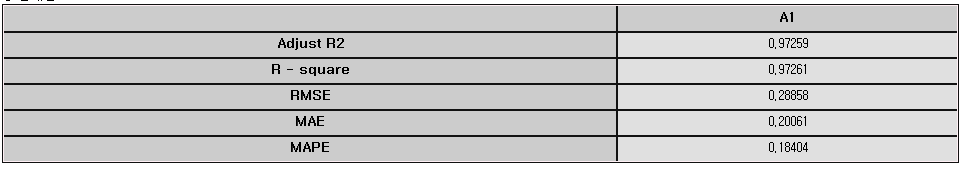 A1
Adjust R2 0,97259
R - square 0,97261
RMSE 0,28858
MAE 0,20061
MAPE 0,18404